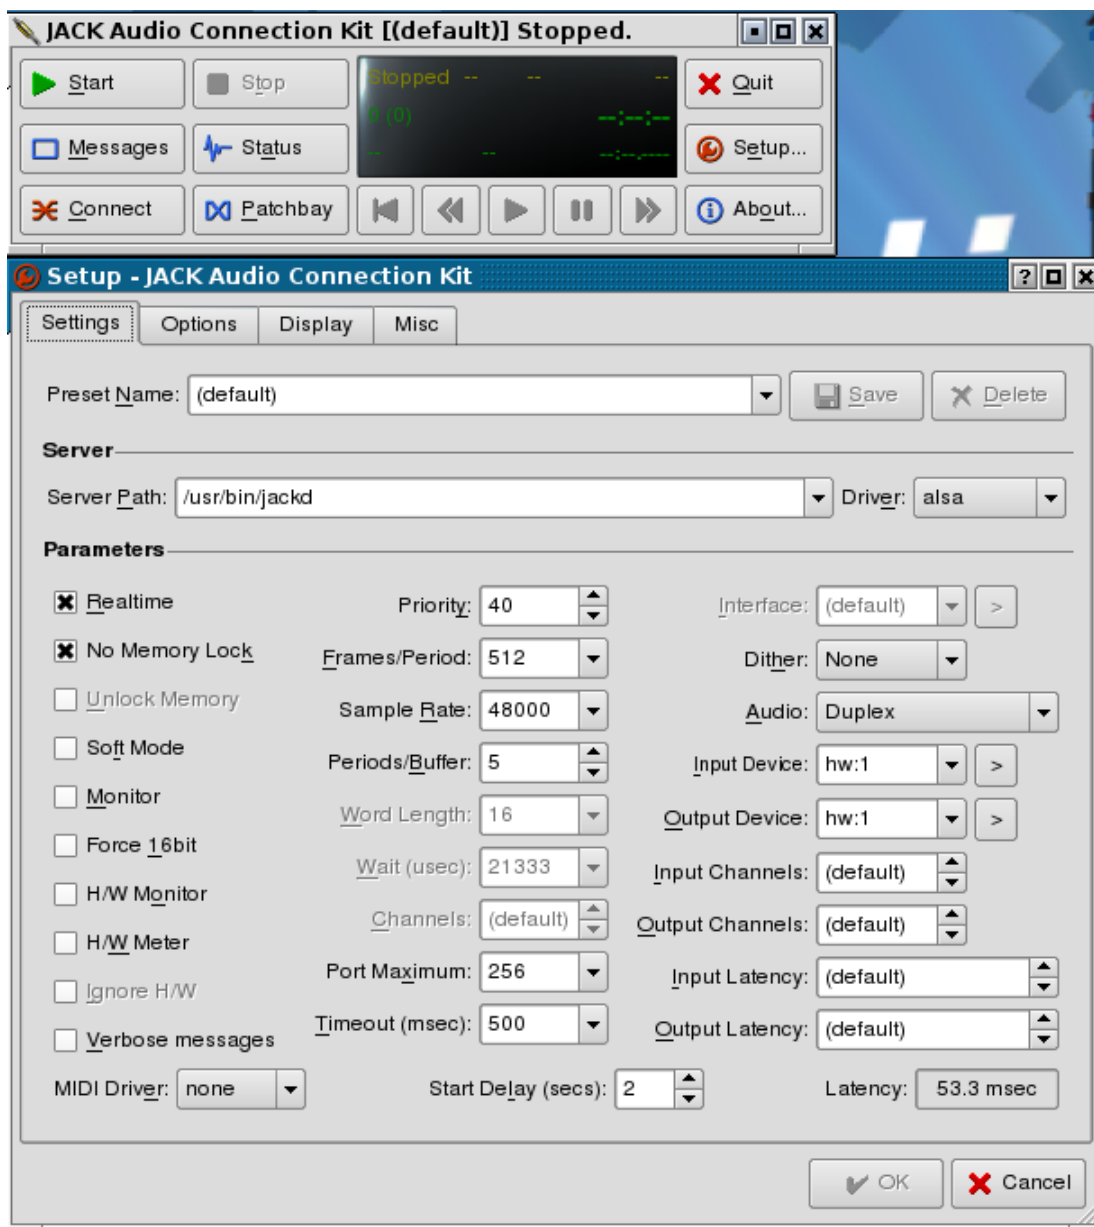 JACK Audio Connection Kit [(default)] Stopped.
Start
Stop
Stopped -- -- --
Quit
0 (0) --:--:--
Messages
Status
-- -- --:--.----
Setup...
Connect
Patchbay
About...
Setup - JACK Audio Connection Kit
Settings Options Display Misc
Preset Name: (default) Save Delete
Server
Server Path: /usr/bin/jackd Driver: alsa
Parameters
Realtime Priority: 40 Interface: (default) >
No Memory Lock Frames/Period: 512 Dither: None
Unlock Memory Sample Rate: 48000 Audio: Duplex
Soft Mode Periods/Buffer: 5 Input Device: hw:1 >
Monitor Word Length: 16 Output Device: hw:1 >
Force 16bit Wait (usec): 21333 Input Channels: (default)
H/W Monitor Channels: (default) Output Channels: (default)
H/W Meter Port Maximum: 256 Input Latency: (default)
Ignore H/W Timeout (msec): 500 Output Latency: (default)
Verbose messages
MIDI Driver: none Start Delay (secs): 2 Latency: 53.3 msec
OK Cancel